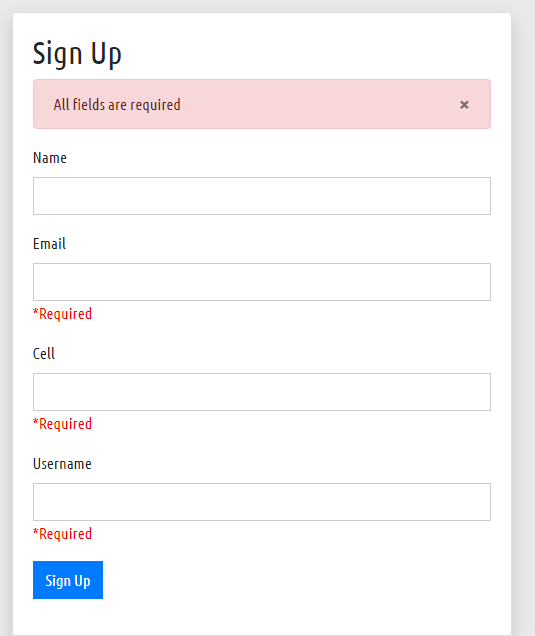 Sign Up
All fields are required ×
Name
Email
*Required
Cell
*Required
Username
*Required
Sign Up